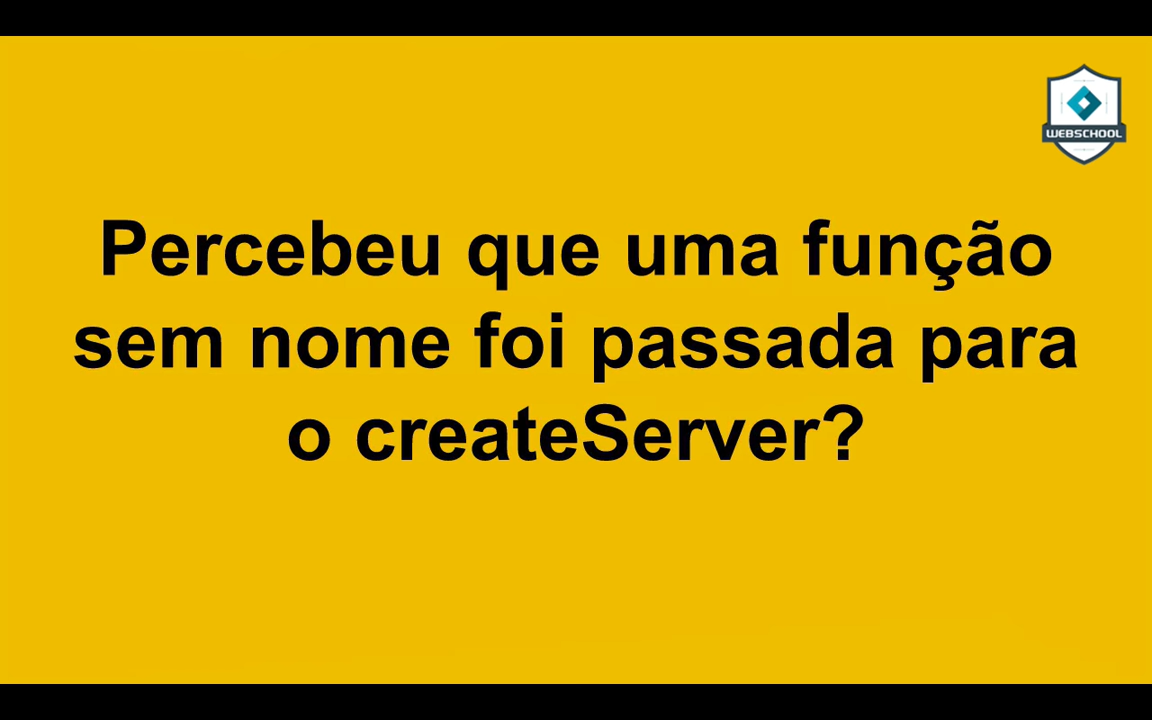 WEBSCHOOL
Percebeu que uma função
sem nome foi passada para
o createServer?